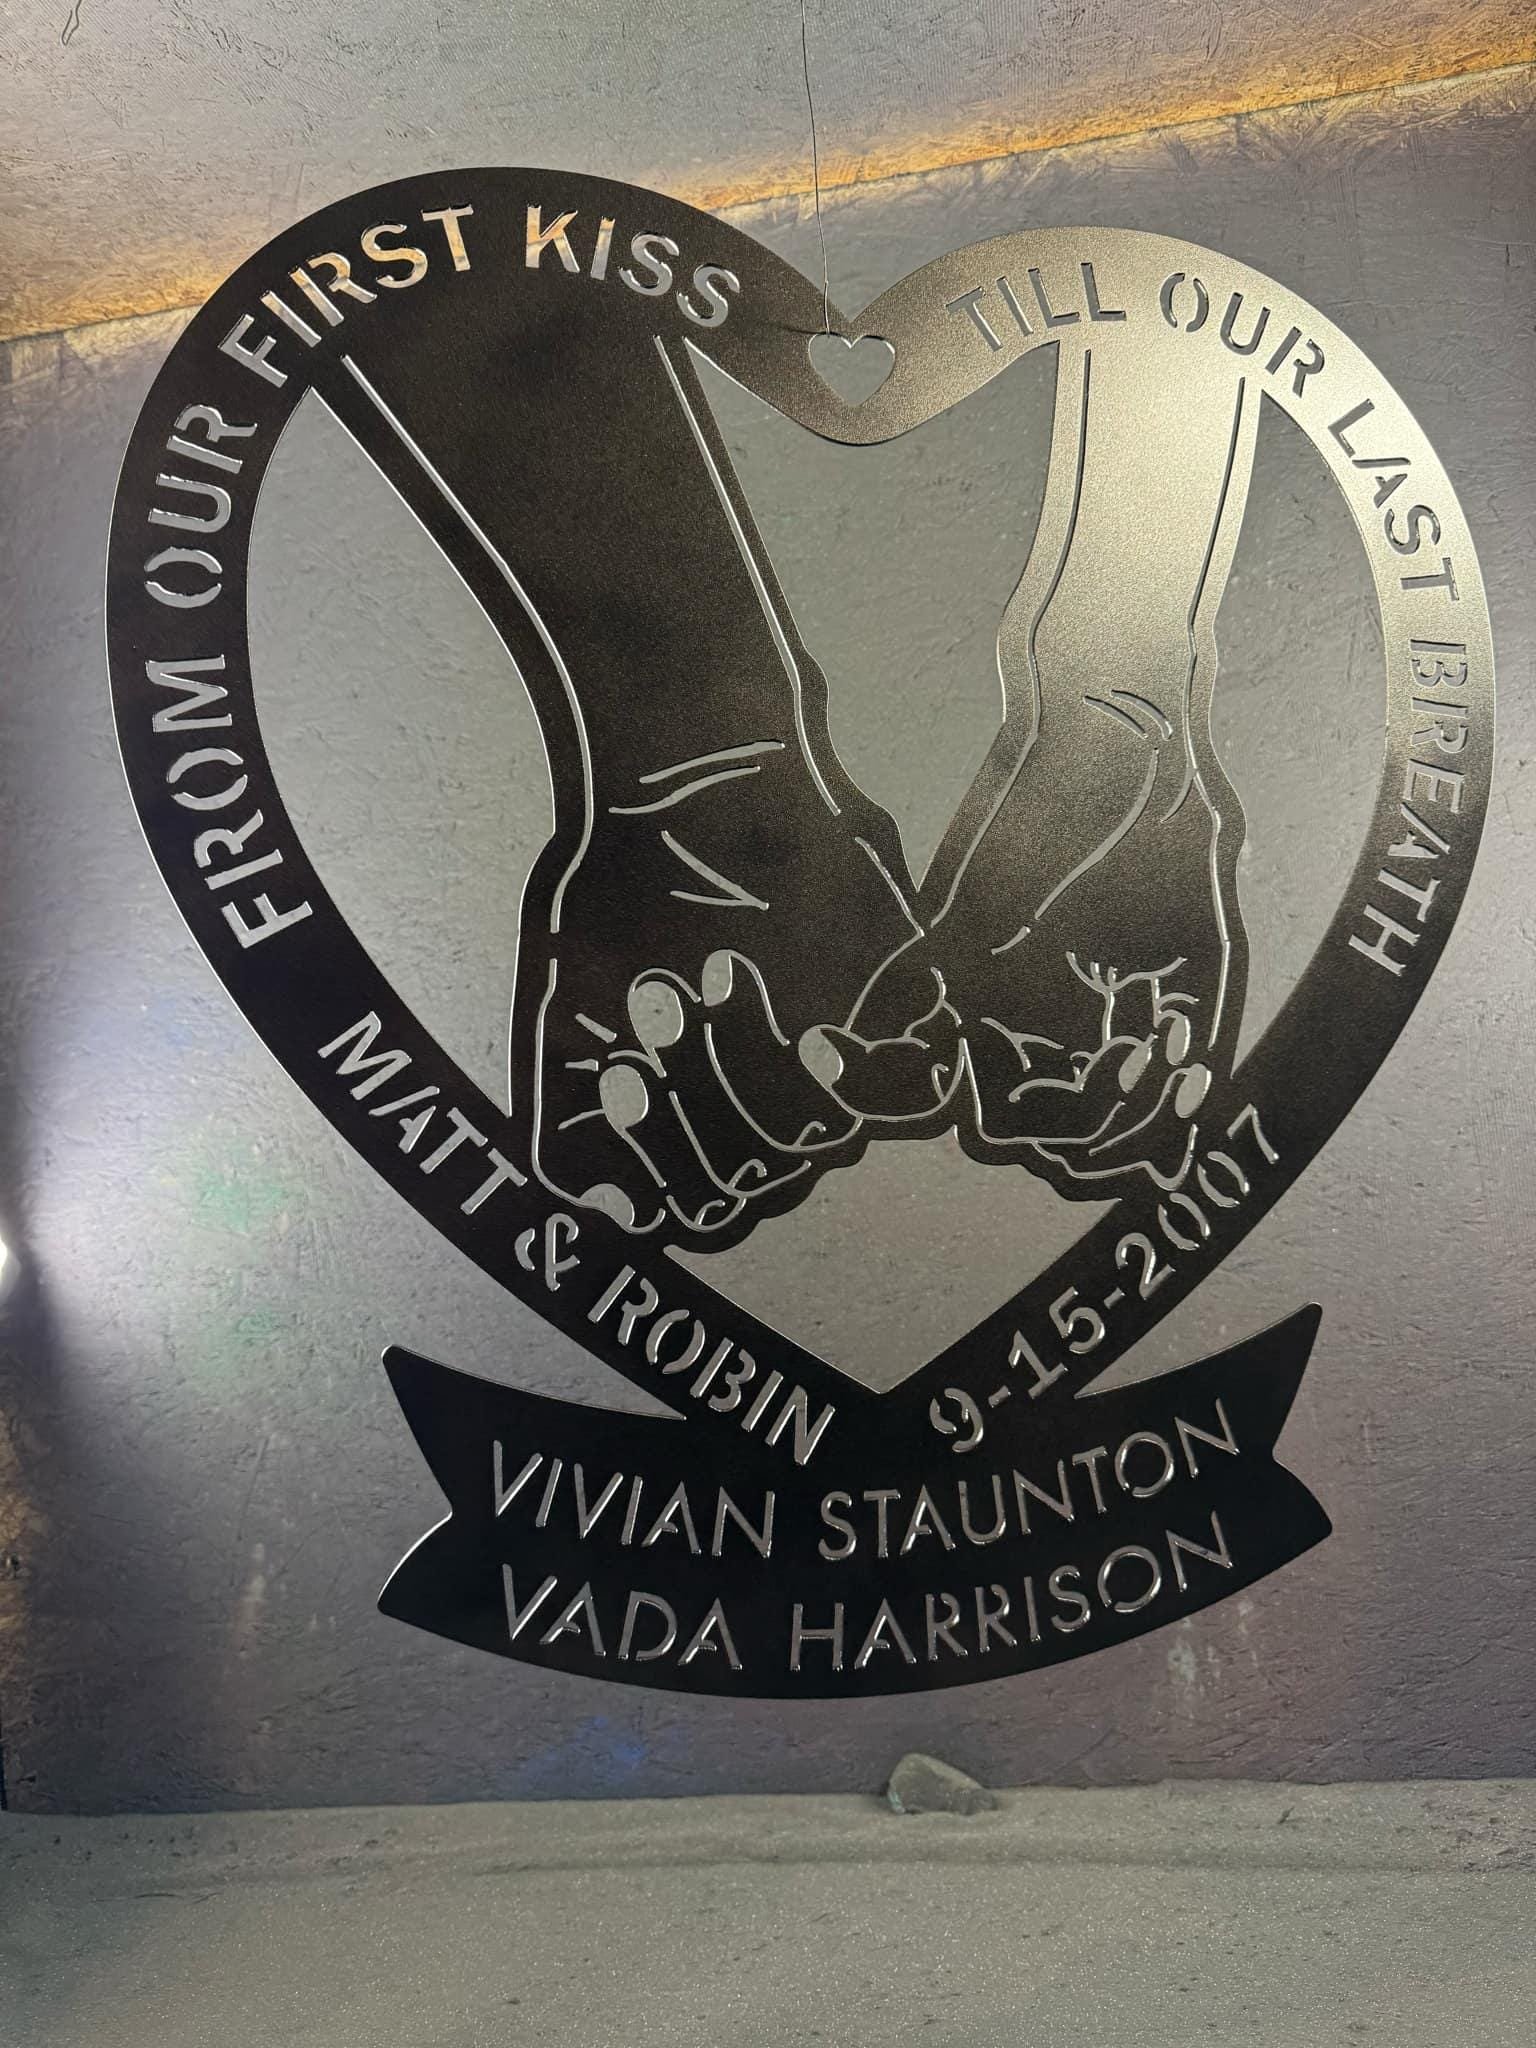 FROM OUR FIRST KISS
TILL OUR LAST BREATH
MATT & ROBIN
9-15-2007
VIVIAN STAUNTON
VADA HARRISON